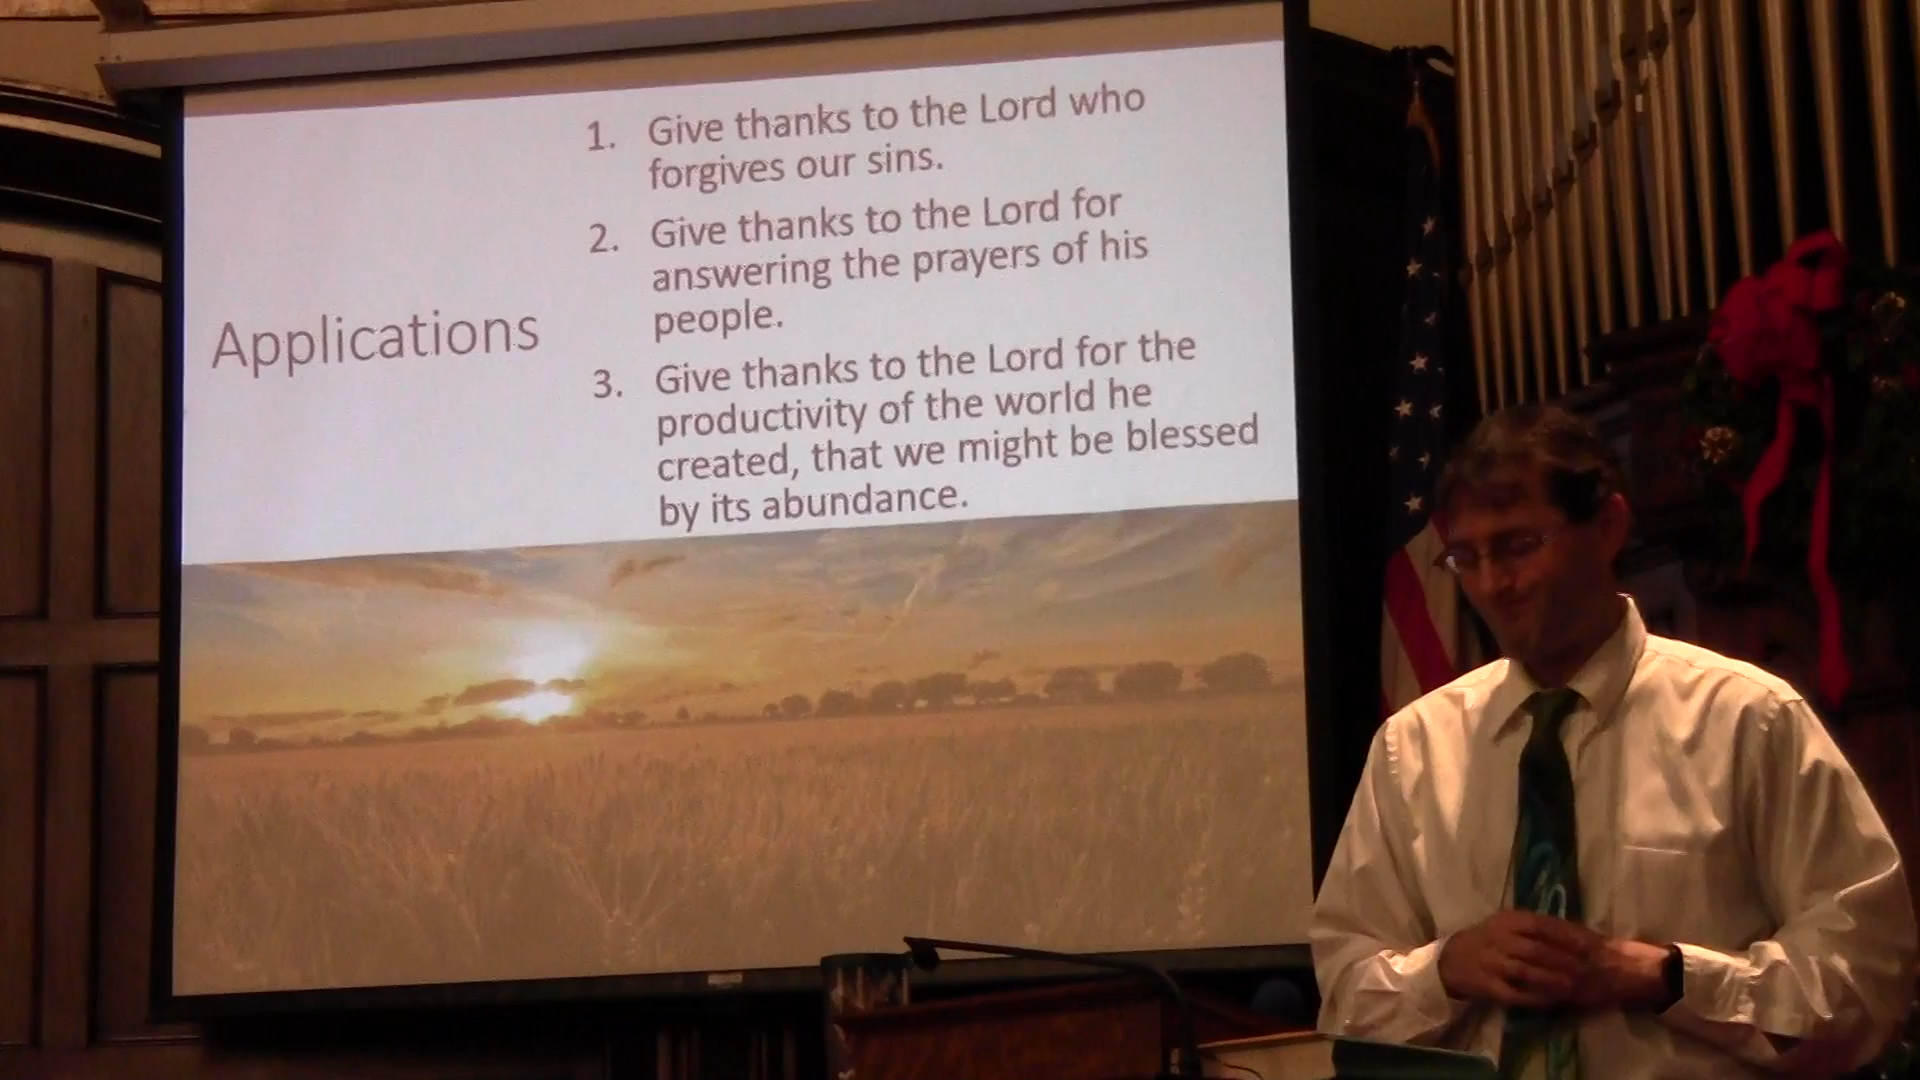 Applications
1. Give thanks to the Lord who
forgives our sins.
2. Give thanks to the Lord for
answering the prayers of his
people.
3. Give thanks to the Lord for the
productivity of the world he
created, that we might be blessed
by its abundance.